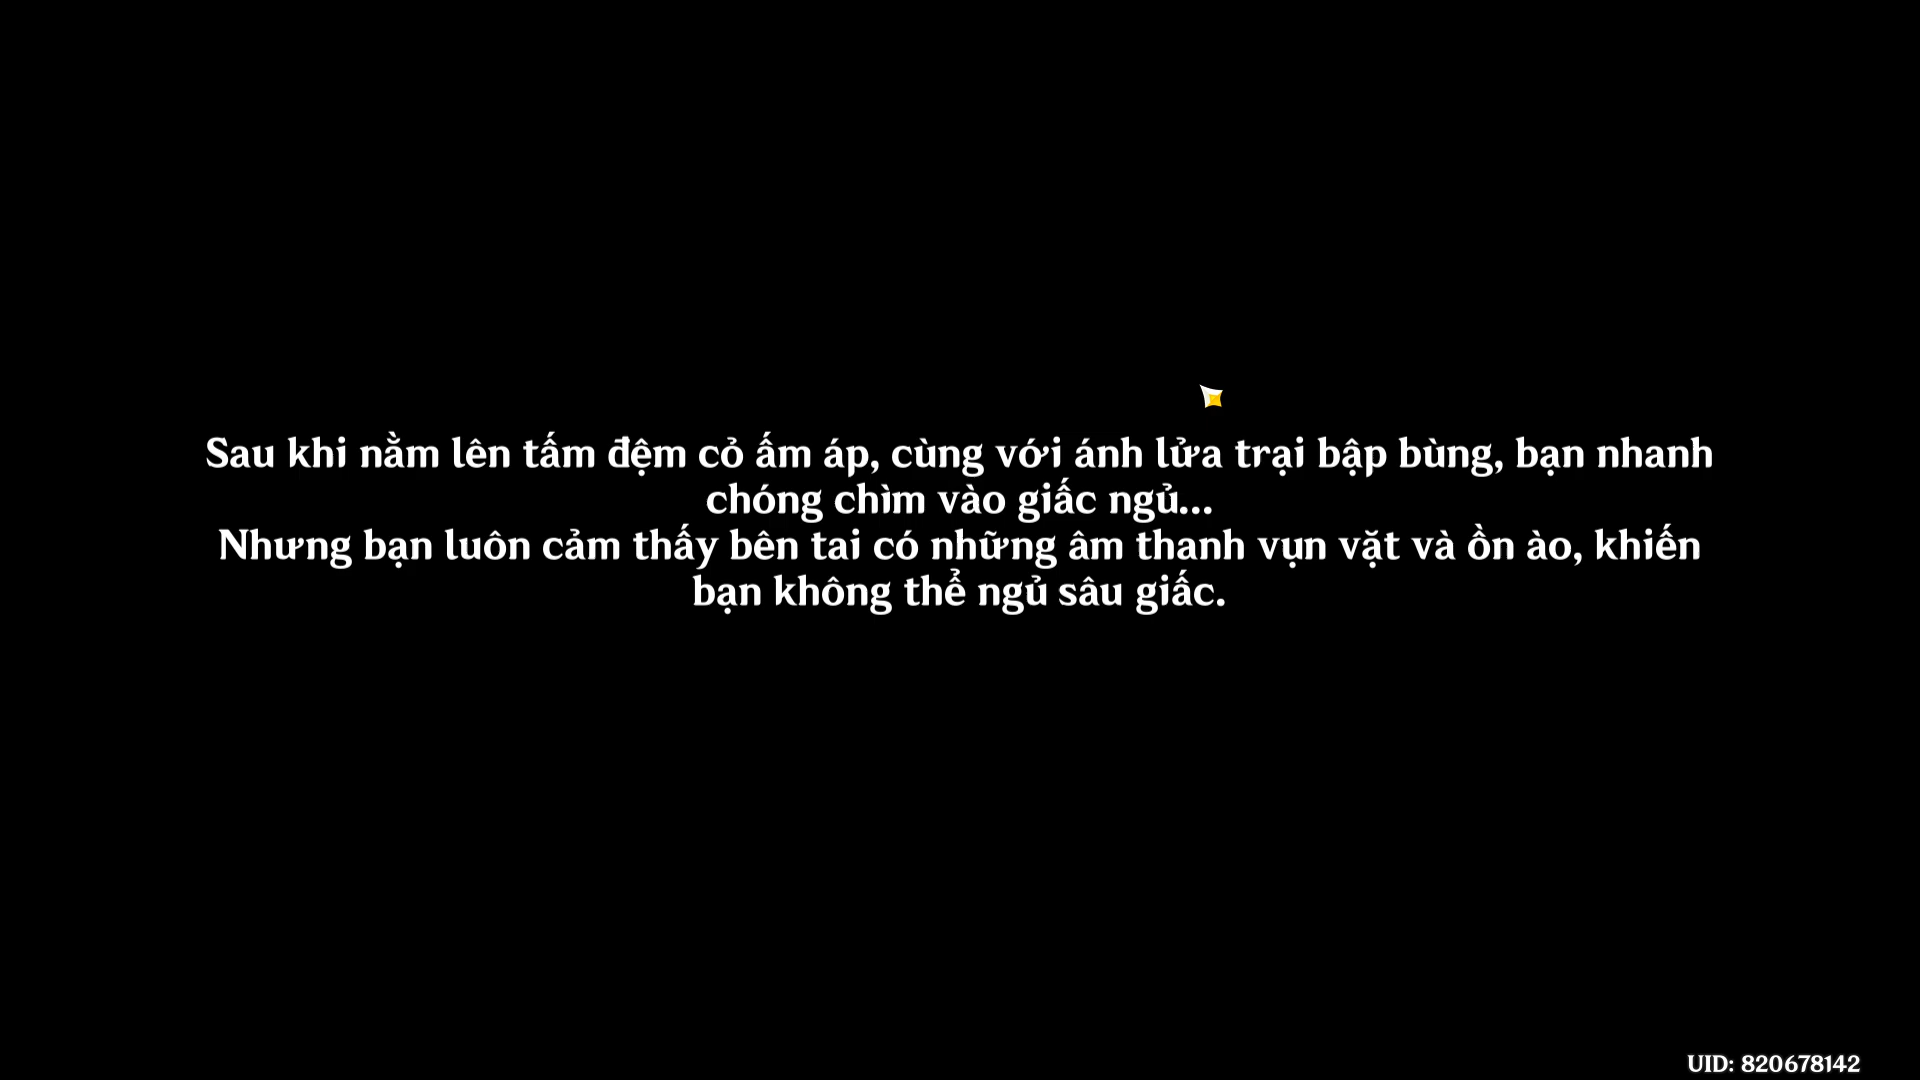 Sau khi nằm lên tấm đệm cỏ ấm áp, cùng với ánh lửa trại bập bùng, bạn nhanh
chóng chìm vào giấc ngủ...
Nhưng bạn luôn cảm thấy bên tai có những âm thanh vụn vặt và ồn ào, khiến
bạn không thể ngủ sâu giấc.
UID: 820678142